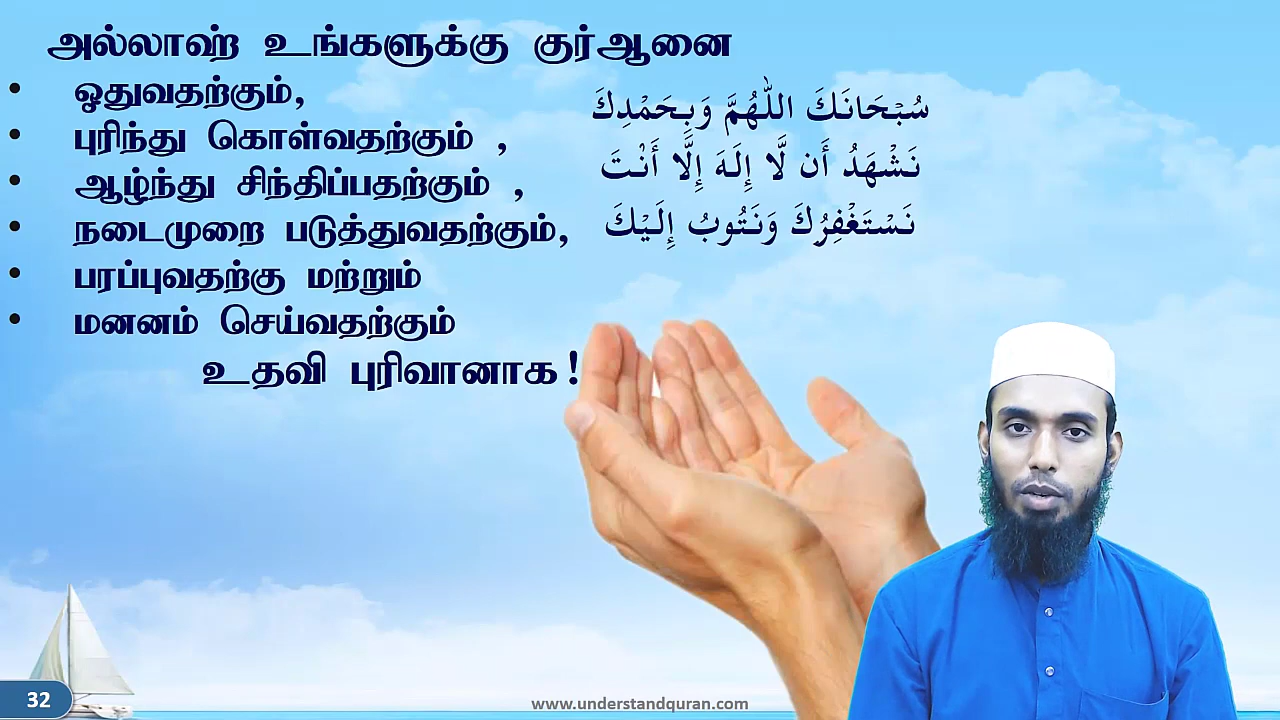 அல்லாஹ் உங்களுக்கு குர்ஆனை
• ஓதுவதற்கும்,
• புரிந்து கொள்வதற்கும் ,
• ஆழ்ந்து சிந்திப்பதற்கும் ,
• நடைமுறை படுத்துவதற்கும்,
• பரப்புவதற்கு மற்றும்
• மனனம் செய்வதற்கும்
உதவி புரிவானாக!
سُبْحَانَكَ اللّٰهُمَّ وَبِحَمْدِكَ
نَشْهَدُ أَن لَّا إِلَهَ إِلَّا أَنْتَ
نَسْتَغْفِرُكَ وَنَتُوبُ إِلَيْكَ
32
www.understandquran.com